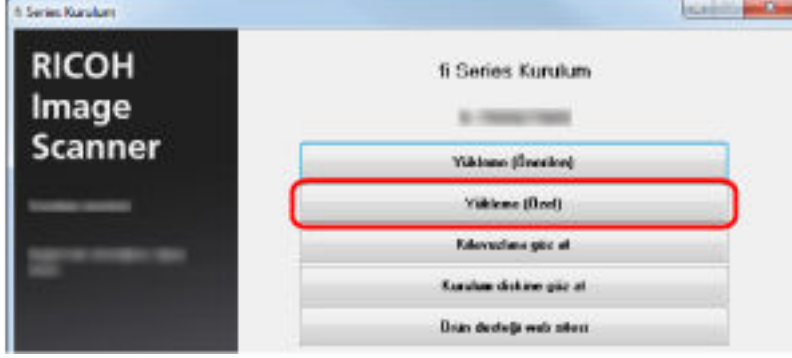 fi Series Kurulum
RICOH
Image
Scanner
fi Series Kurulum
Yükleme (Önerilen)
Yükleme (Özel)
Kılavuzlara göz at
Kurulum diskine göz at
Ürün desteği web sitesi